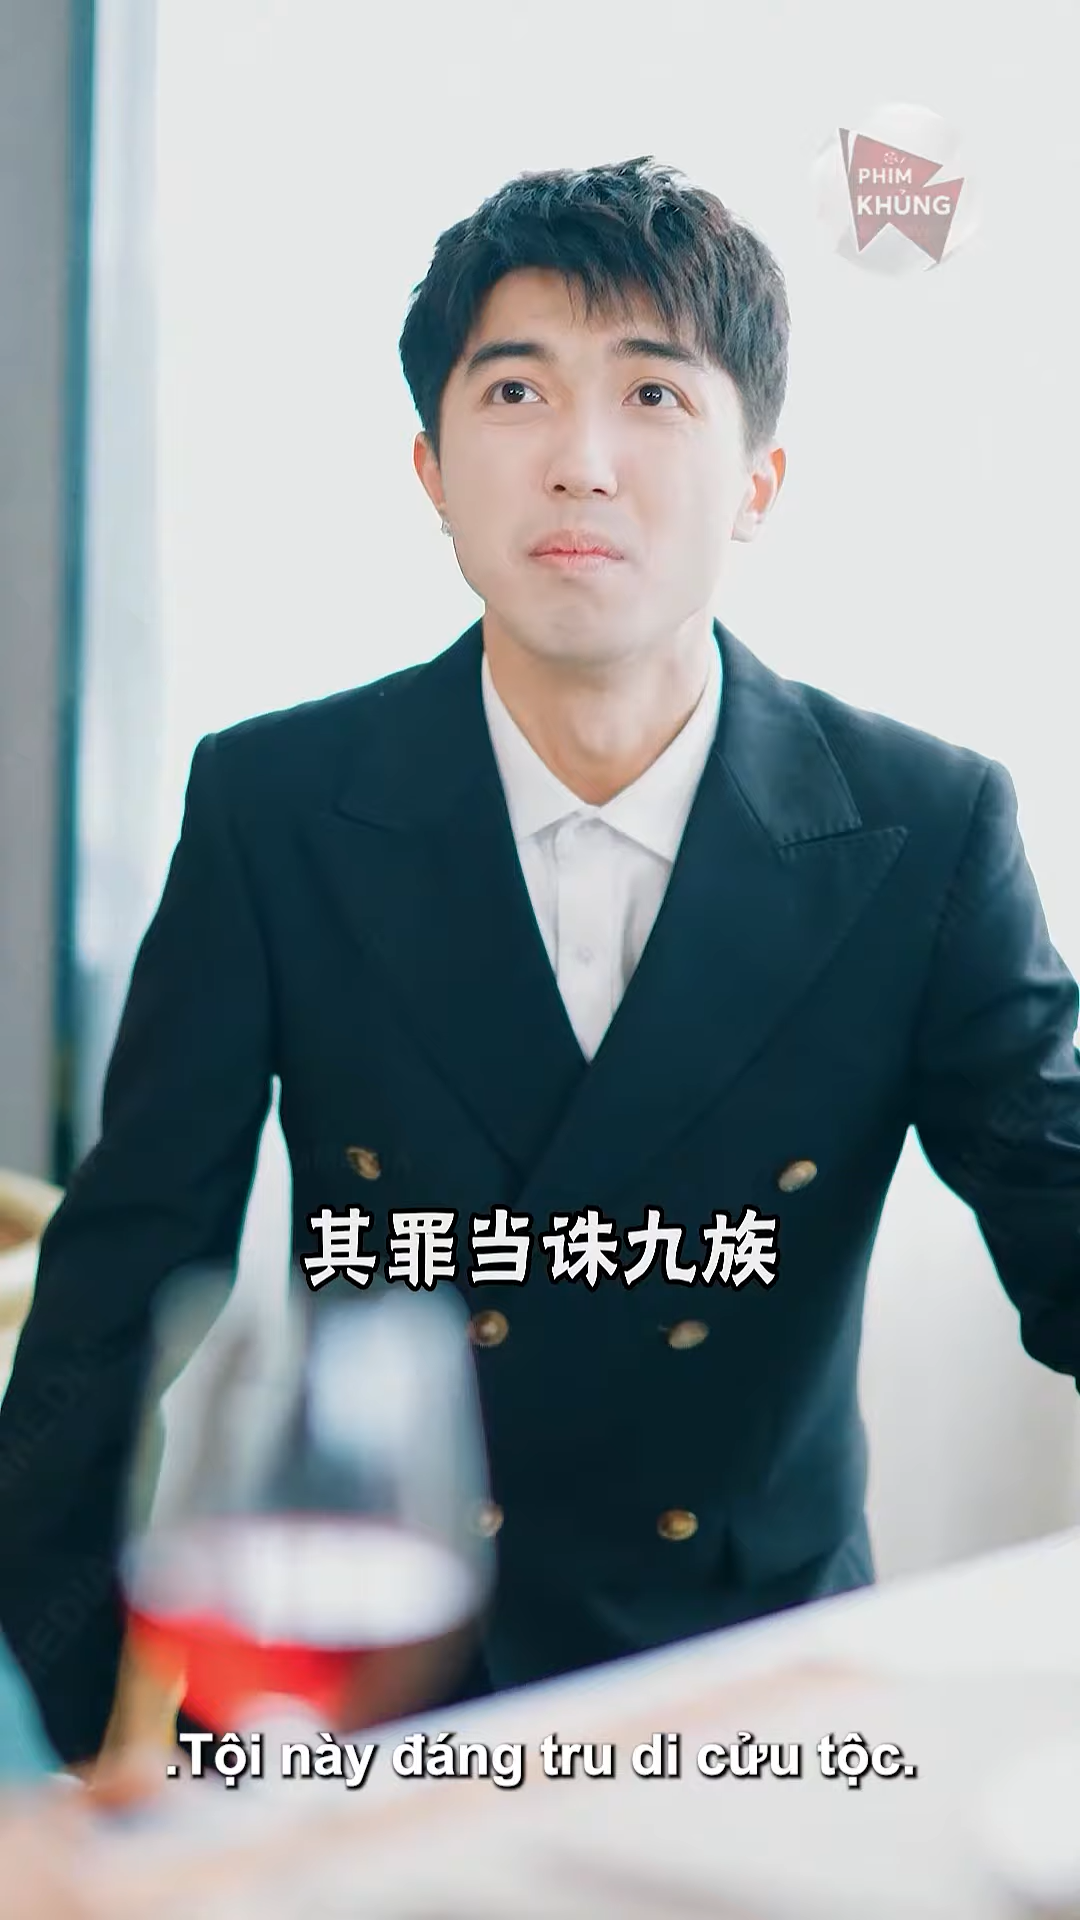 PHIM
KHỦNG
其罪当诛九族
.Tội này đáng tru di cửu tộc.